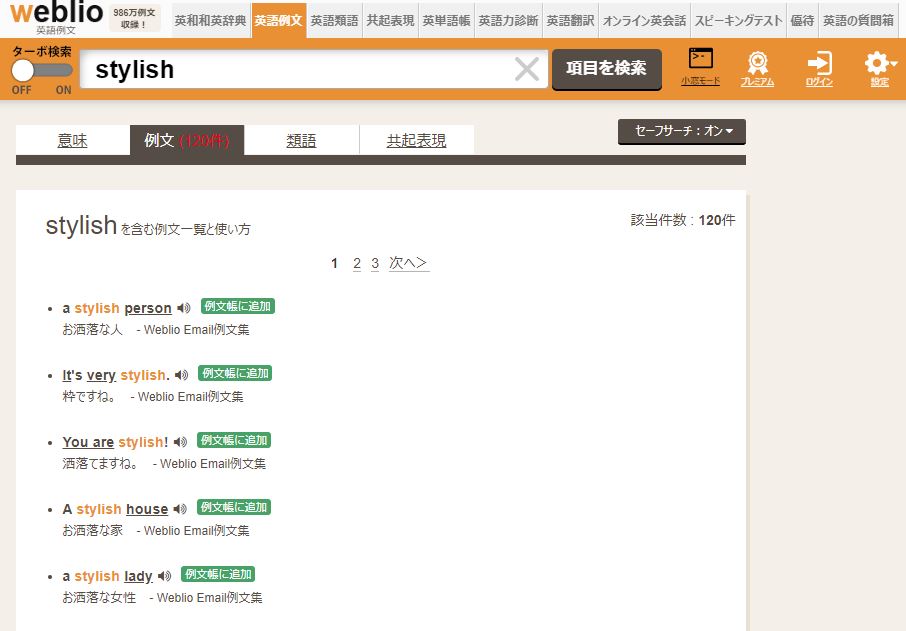 weblio
英語例文
986万例文
収録！
英和和英辞典 英語例文 英語類語 共起表現 英単語帳 英語力診断 英語翻訳 オンライン英会話 スピーキングテスト 優待 英語の質問箱
ターボ検索
OFF ON
stylish
項目を検索
小窓モード
プレミアム
ログイン
設定
意味 例文 (120件) 類語 共起表現
セーフサーチ：オン
stylish を含む例文一覧と使い方
該当件数 : 120件
1 2 3 次へ＞
• a stylish person 例文帳に追加
お洒落な人 - Weblio Email例文集
• It's very stylish. 例文帳に追加
粋ですね。 - Weblio Email例文集
• You are stylish! 例文帳に追加
洒落てますね。 - Weblio Email例文集
• A stylish house 例文帳に追加
お洒落な家 - Weblio Email例文集
• a stylish lady 例文帳に追加
お洒落な女性 - Weblio Email例文集